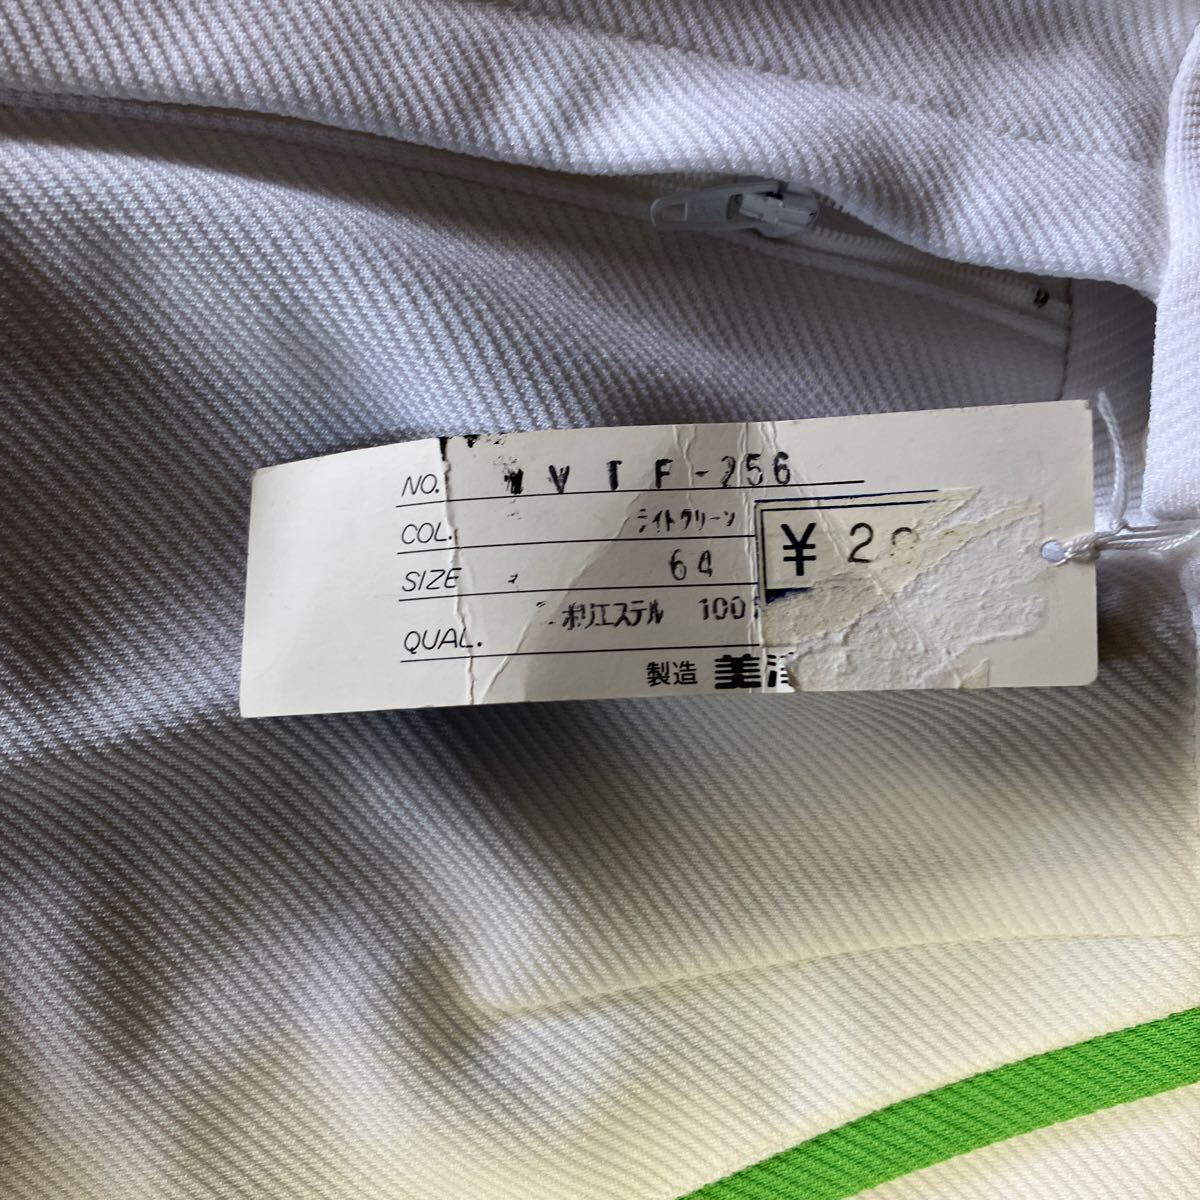 NO. VTF-256
COL. ライトグリーン
SIZE 64
¥ 29
QUAL. ポリエステル 100%
製造 美